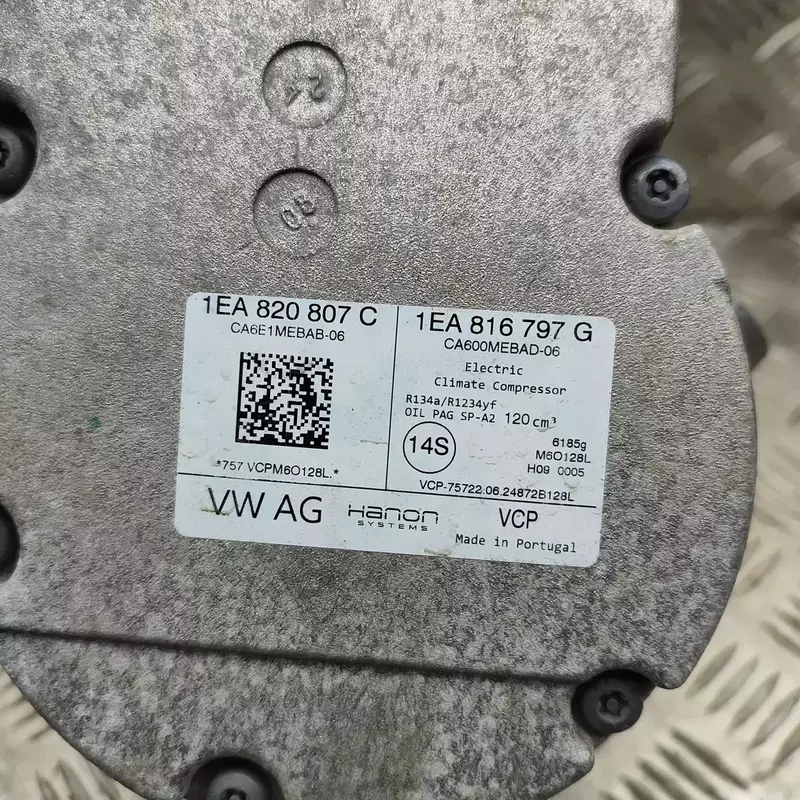 24
08
1EA 820 807 C
CA6E1MEBAB-06
*757 VCPM6O128L.*
1EA 816 797 G
CA600MEBAD-06
Electric
Climate Compressor
R134a/R1234yf
OIL PAG SP-A2 120 cm³
14S
6185g
M6O128L
H09 0005
VCP-75722.06.24872B128L
VW AG
Hanon
SYSTEMS
VCP
Made in Portugal